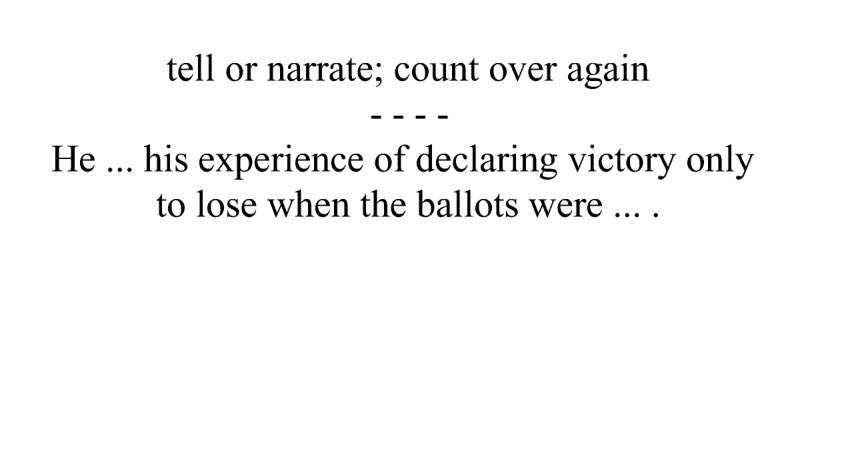 tell or narrate; count over again
- - - -
He ... his experience of declaring victory only
to lose when the ballots were ... .